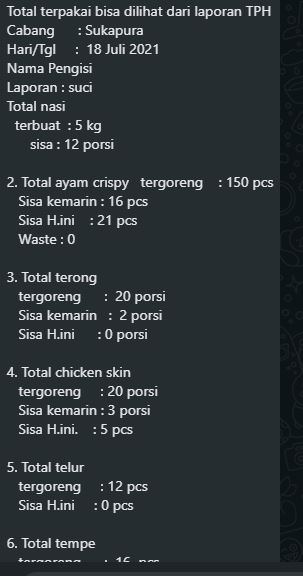 Total terpakai bisa dilihat dari laporan TPH
Cabang : Sukapura
Hari/Tgl : 18 Juli 2021
Nama Pengisi
Laporan : suci
Total nasi
terbuat : 5 kg
sisa : 12 porsi
2. Total ayam crispy tergoreng : 150 pcs
Sisa kemarin : 16 pcs
Sisa H.ini : 21 pcs
Waste : 0
3. Total terong
tergoreng : 20 porsi
Sisa kemarin : 2 porsi
Sisa H.ini : 0 porsi
4. Total chicken skin
tergoreng : 20 porsi
Sisa kemarin : 3 porsi
Sisa H.ini. : 5 pcs
5. Total telur
tergoreng : 12 pcs
Sisa H.ini : 0 pcs
6. Total tempe
tergoreng : 16 pcs